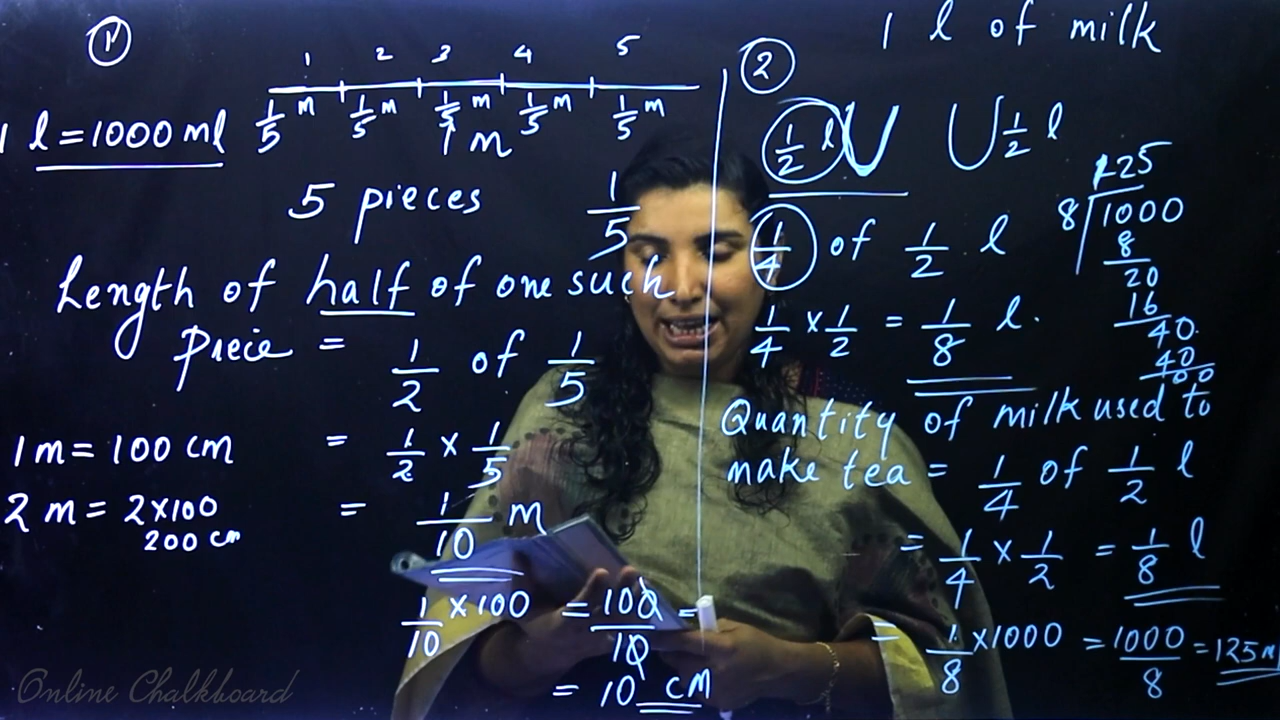 1
1 2 3 4 5
1/5 m 1/5 m 1/5 m 1/5 m 1/5 m
1 m
1 l = 1000 ml
5 pieces 1/5
Length of half of one such
piece = 1/2 of 1/5
1 m = 100 cm = 1/2 × 1/5
2 m = 2×100 = 1/10 m
200 cm
1/10 × 100 = 100/10 =
= 10 cm
Online Chalkboard
1 l of milk
2
1/2 l 1/2 l
1/4 of 1/2 l
1/4 × 1/2 = 1/8 l.
125
8 1000
8
20
16
40
40
00
Quantity of milk used to
make tea = 1/4 of 1/2 l
= 1/4 × 1/2 = 1/8 l
= 1/8 × 1000 = 1000/8 = 125 m